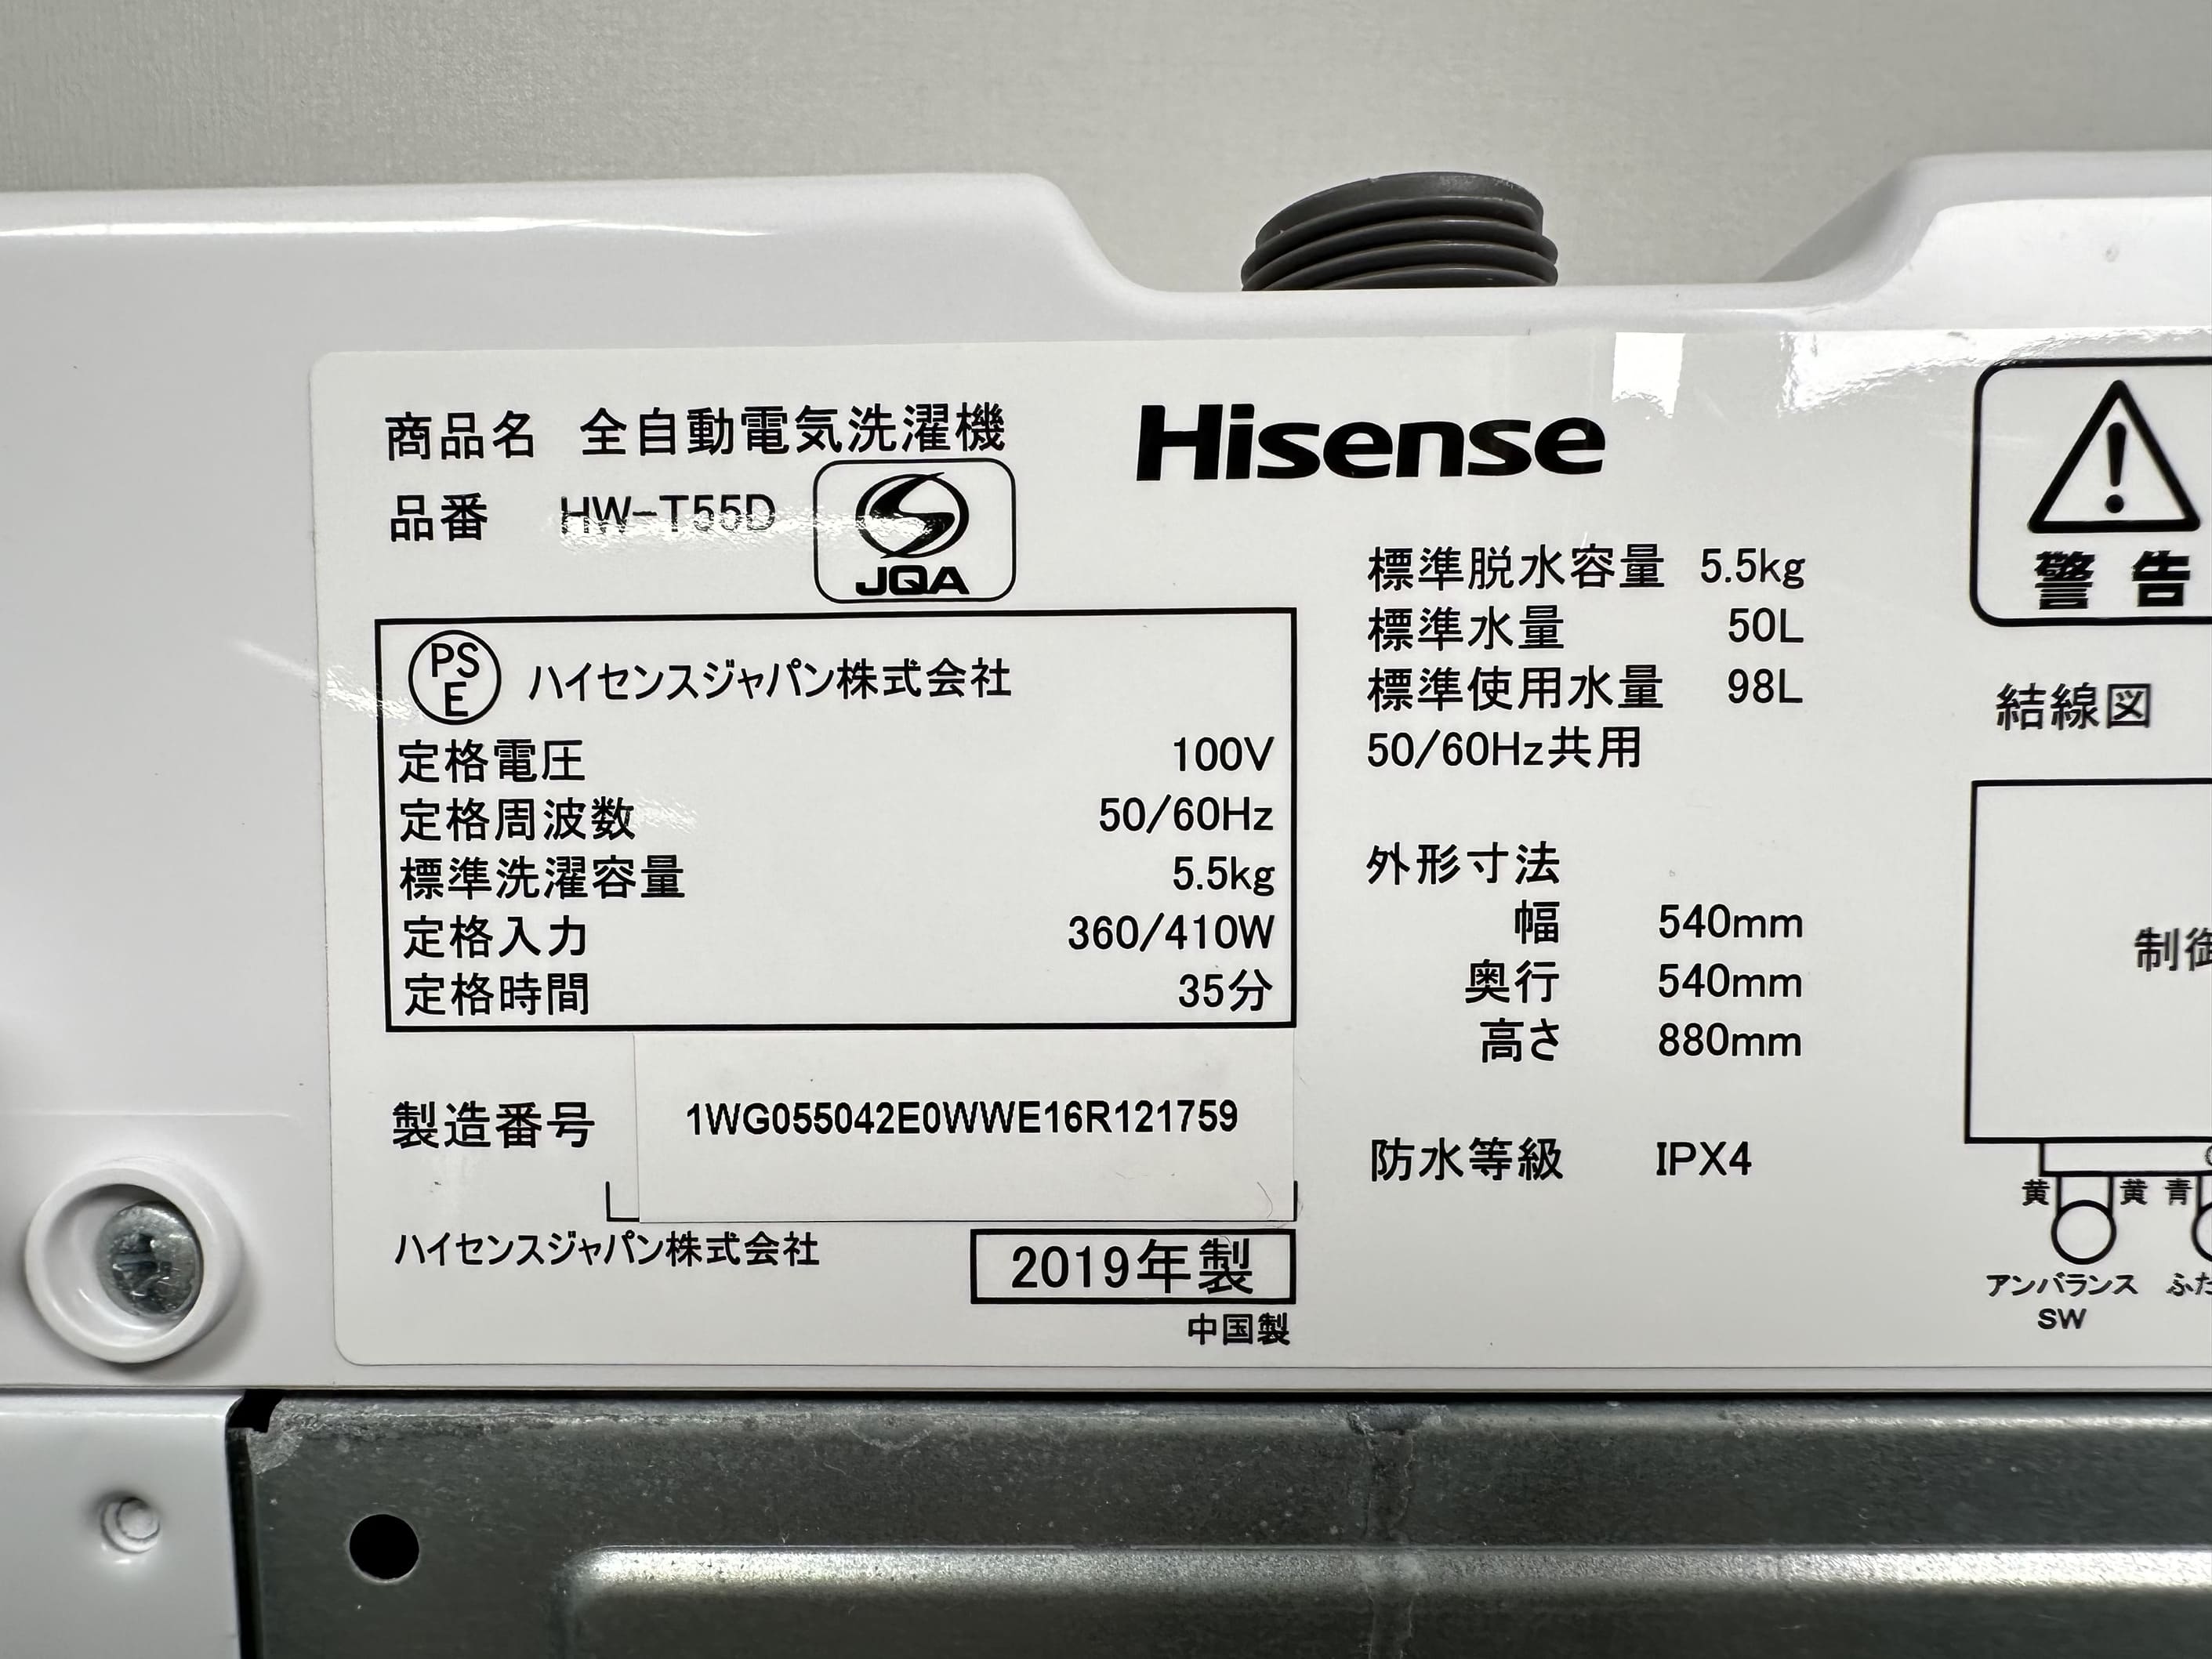 商品名 全自動電気洗濯機
品番 HW-T55D
JQA
Hisense
PS
E
ハイセンスジャパン株式会社
定格電圧 100V
定格周波数 50/60Hz
標準洗濯容量 5.5kg
定格入力 360/410W
定格時間 35分
製造番号 1WG055042E0WWE16R121759
ハイセンスジャパン株式会社
2019年製
中国製
標準脱水容量 5.5kg
標準水量 50L
標準使用水量 98L
50/60Hz共用
外形寸法
幅 540mm
奥行 540mm
高さ 880mm
防水等級 IPX4
警告
結線図
制御
黄 黄 青
アンバランス ふた
SW